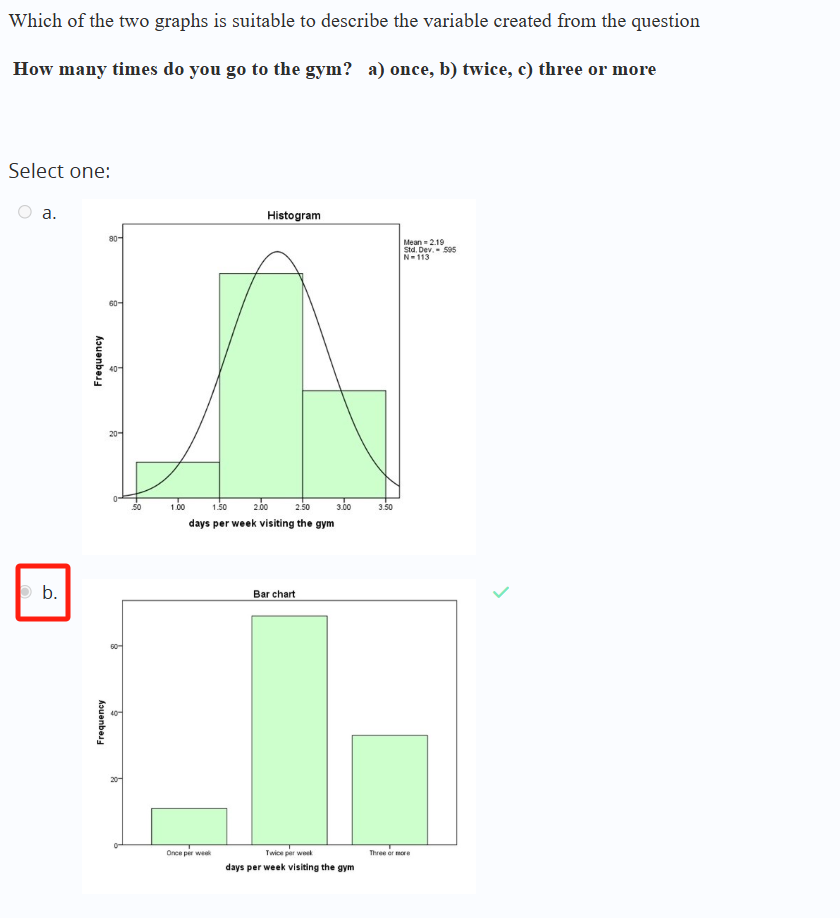 Which of the two graphs is suitable to describe the variable created from the question
How many times do you go to the gym? a) once, b) twice, c) three or more
Select one:
a.
Histogram
Mean = 2.19
Std. Dev. = .595
N = 113
80
60
40
20
0
Frequency
.50 1.00 1.50 2.00 2.50 3.00 3.50
days per week visiting the gym
b.
Bar chart
60
40
20
0
Frequency
Once per week Twice per week Three or more
days per week visiting the gym